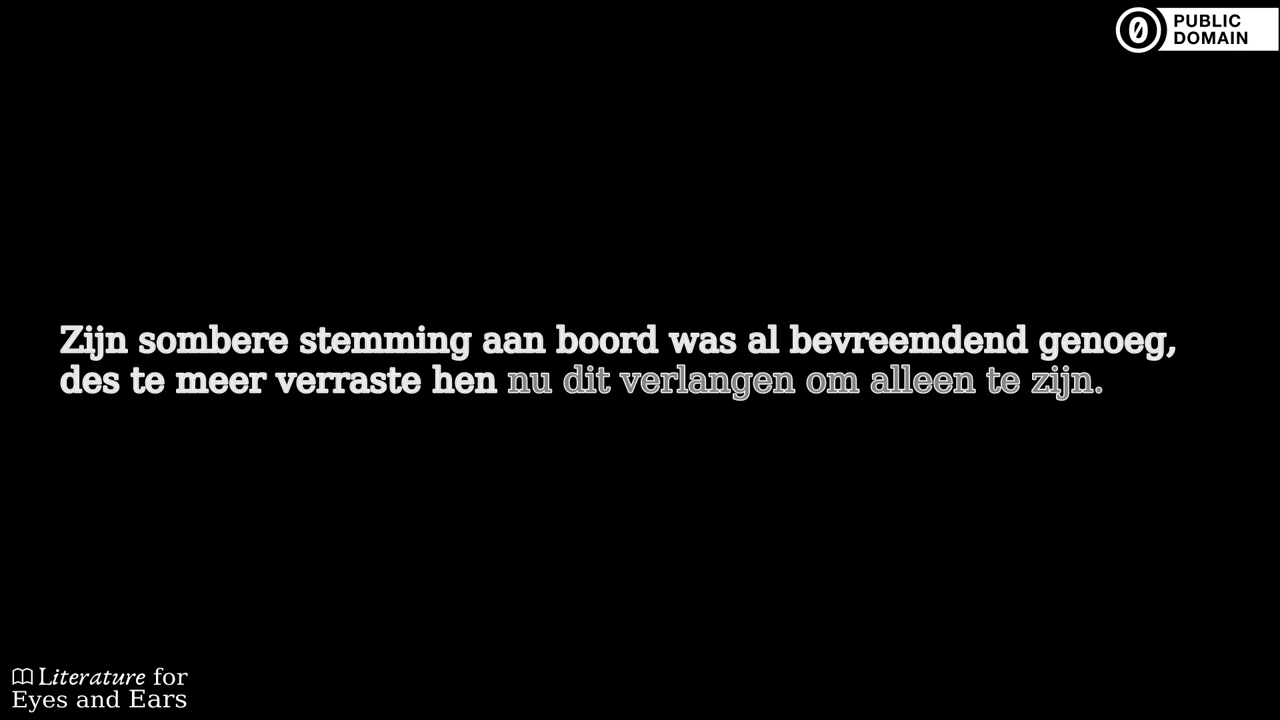 PUBLIC
DOMAIN
Zijn sombere stemming aan boord was al bevreemdend genoeg,
des te meer verraste hen nu dit verlangen om alleen te zijn.
Literature for
Eyes and Ears